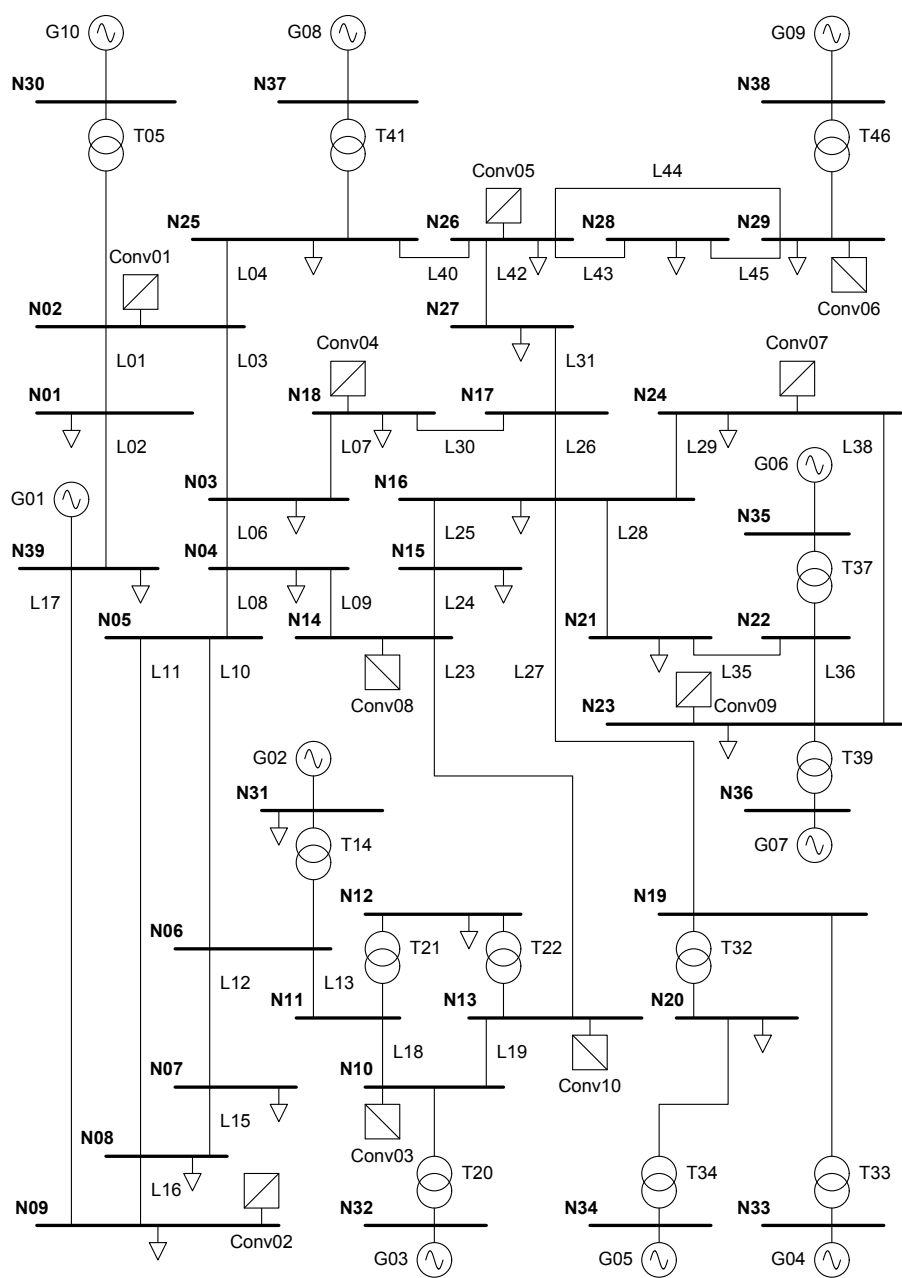 G10 G08 G09
N30 N37 N38
T05 T41 T46
Conv05 L44
N25 N26 N28 N29
Conv01 L04 L40 L42 L43 L45
Conv06
N02 N27
Conv04 Conv07
L01 L03 L31
N01 N18 N17 N24
L02 L07 L30 L26 L29 G06 L38
G01 N03 N16
N35
L06 L25 L28
N39 N04 N15 T37
L17 L08 L09 L24
N05 N14 N21 N22
L11 L10 L23 L27 L35 L36
Conv08 N23 Conv09
G02 T39
N31 N36
T14 G07
N12 N19
T21 T22 T32
N06
L12 L13
N11 N13 N20
L18 L19
N07 N10 Conv10
L15 Conv03
N08
L16 T20 T34 T33
N09 N32 N34 N33
Conv02 G03 G05 G04